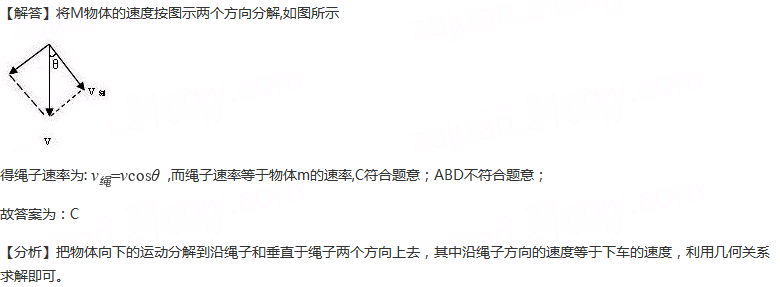 【解答】将M物体的速度按图示两个方向分解,如图所示
θ
v 绳
v
得绳子速率为: v绳=vcosθ ,而绳子速率等于物体m的速率,C符合题意；ABD不符合题意；
故答案为：C
【分析】把物体向下的运动分解到沿绳子和垂直于绳子两个方向上去，其中沿绳子方向的速度等于下车的速度，利用几何关系
求解即可。
zujuan.21cnjy.com